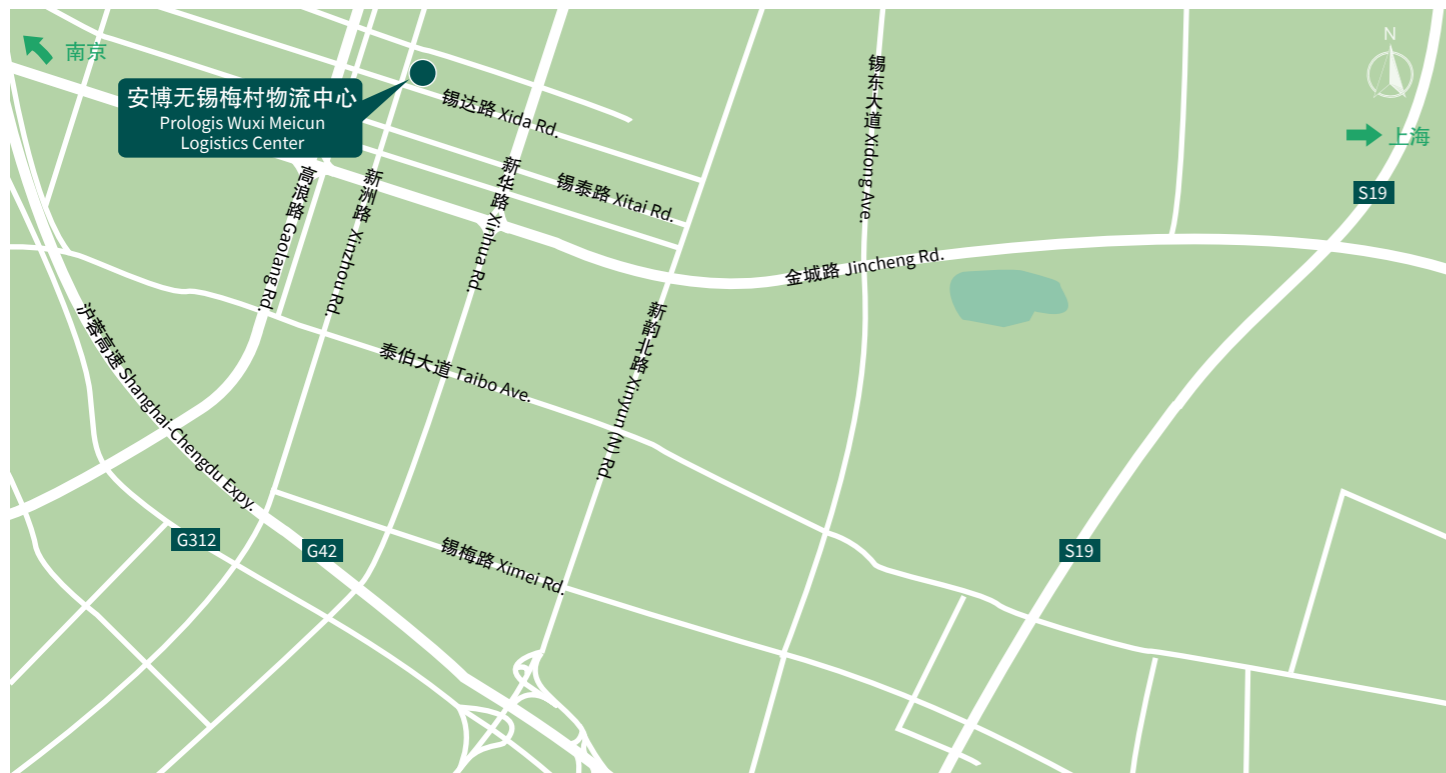 N
南京
安博无锡梅村物流中心
Prologis Wuxi Meicun
Logistics Center
上海
锡达路 Xida Rd.
锡东大道 Xidong Ave.
锡泰路 Xitai Rd.
S19
高浪路 Gaolang Rd.
新洲路 Xinzhou Rd.
新华路 Xinhua Rd.
金城路 Jincheng Rd.
沪蓉高速 Shanghai-Chengdu Expy.
泰伯大道 Taibo Ave.
新韵北路 Xinyun (N) Rd.
G312
G42
锡梅路 Ximei Rd.
S19